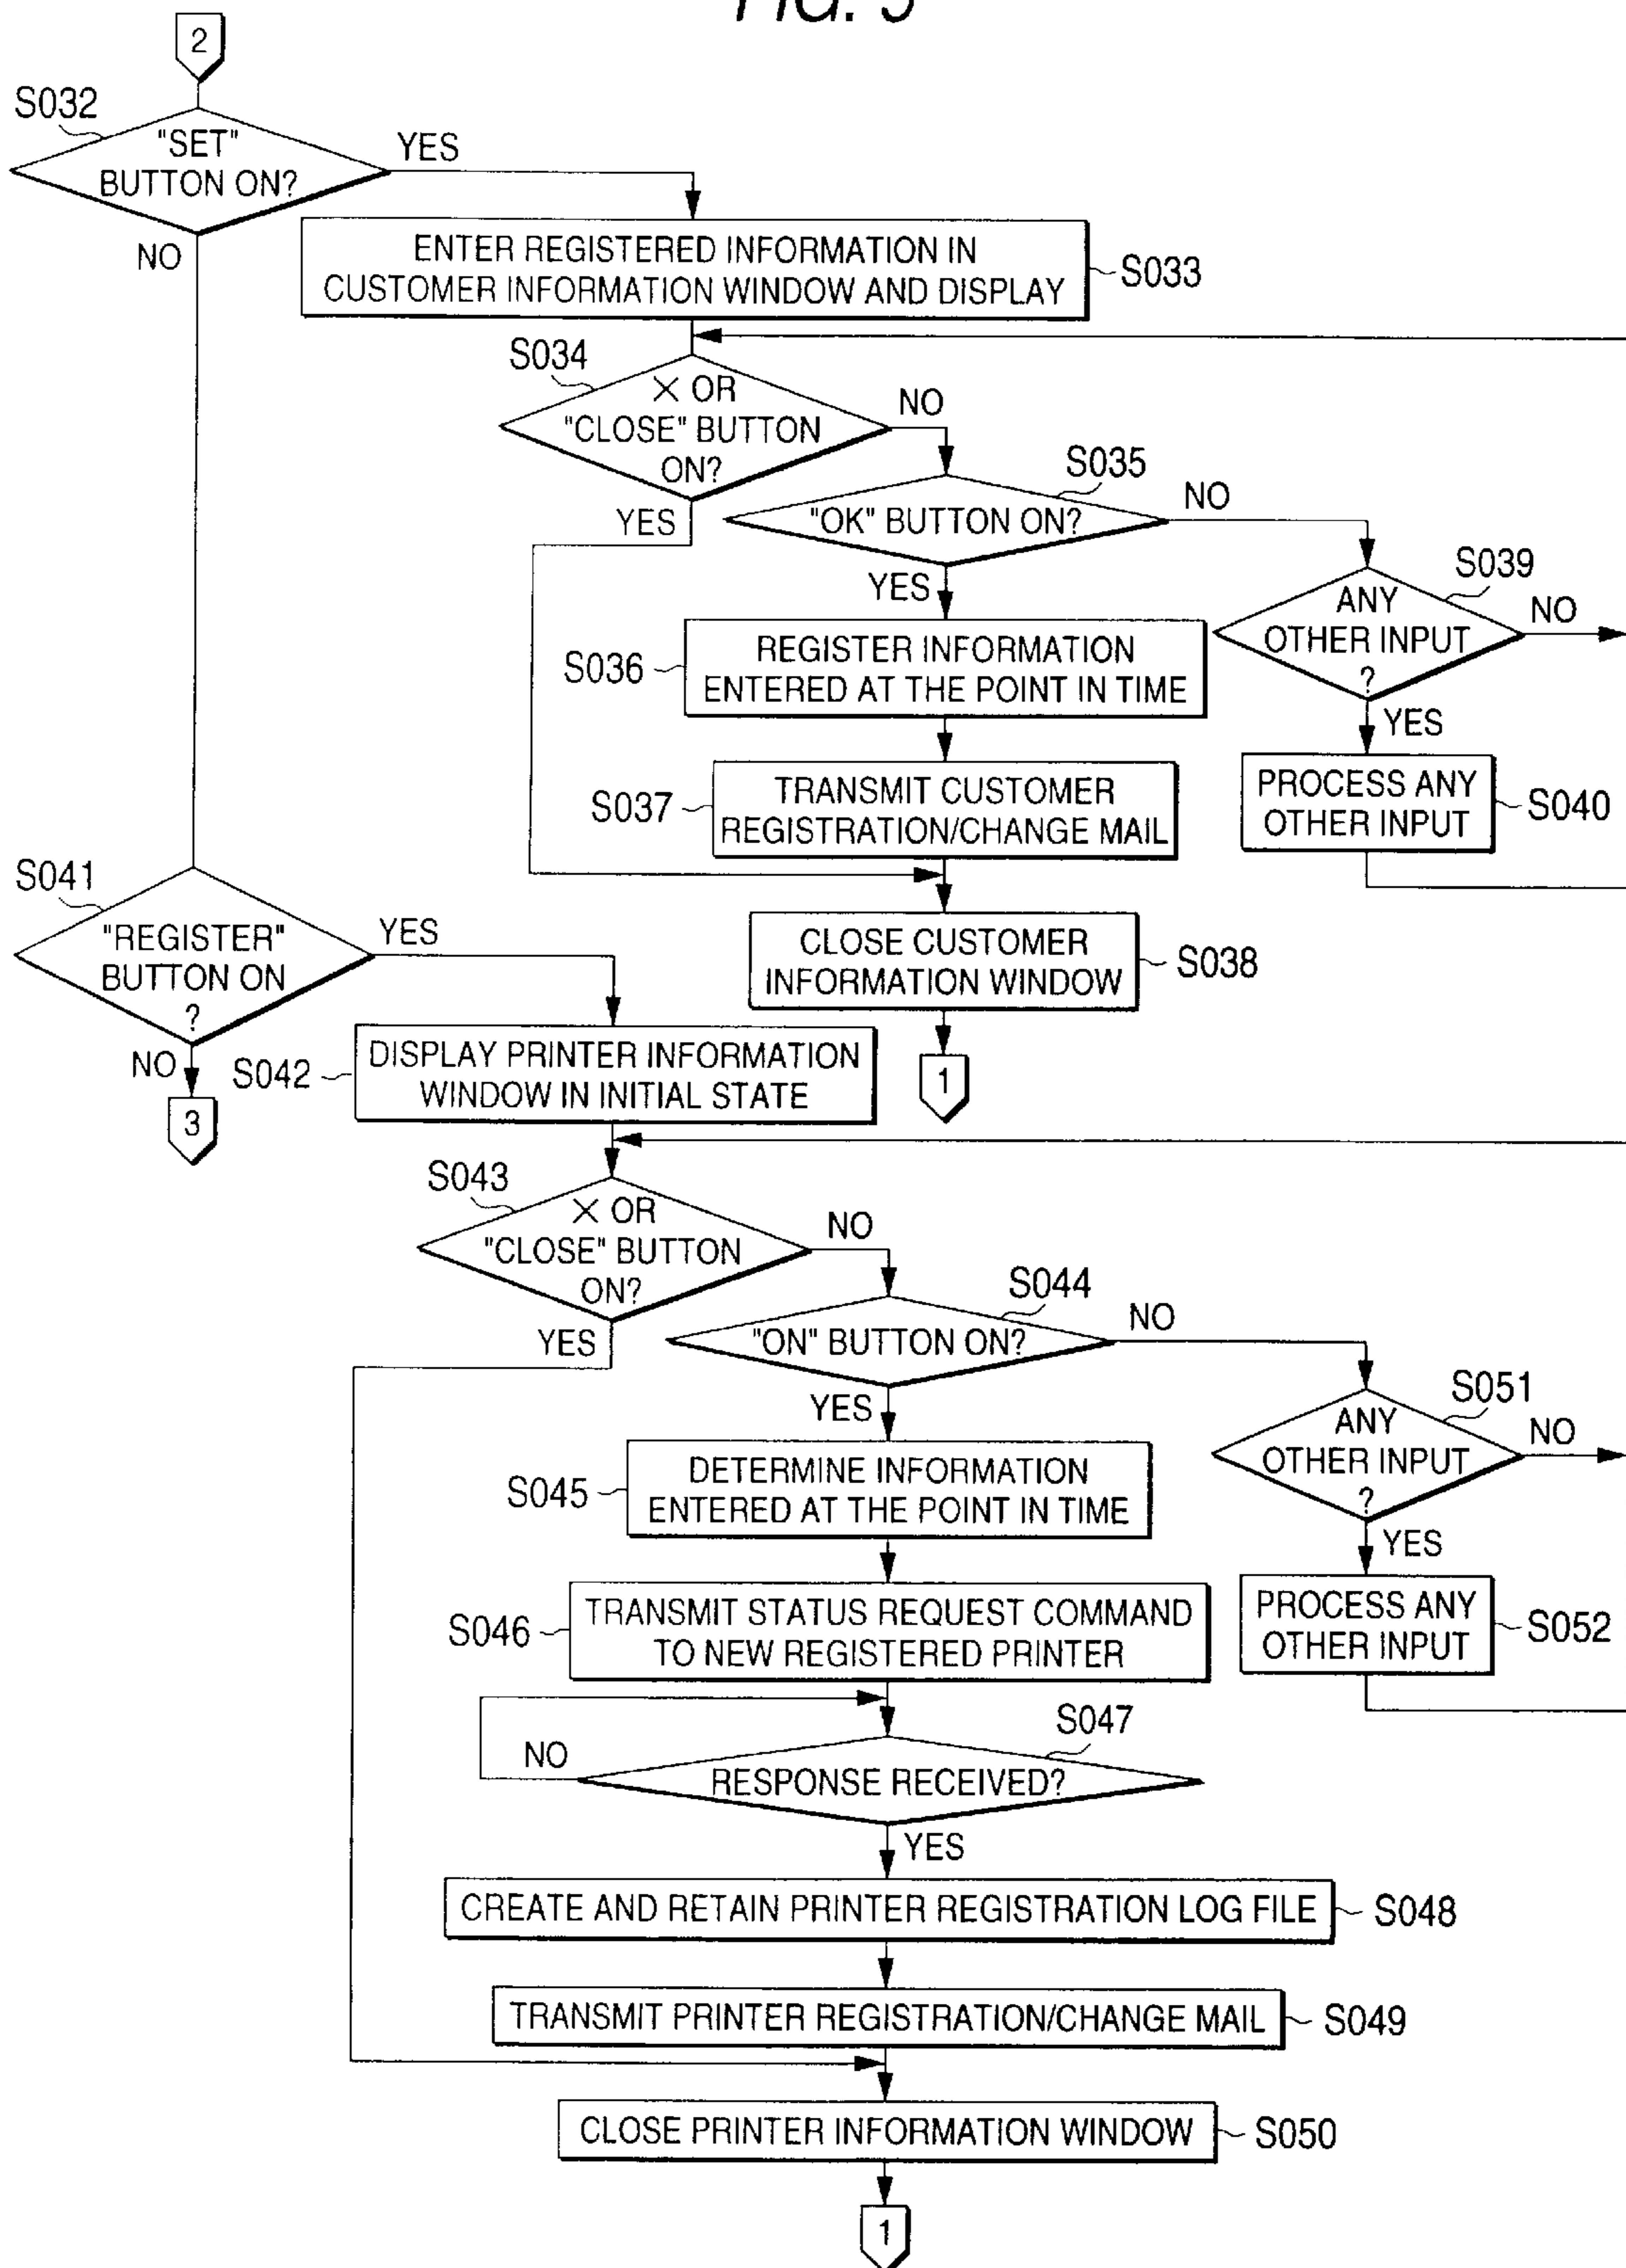 FIG. 5
2
S032
"SET"
BUTTON ON?
YES
NO
ENTER REGISTERED INFORMATION IN
CUSTOMER INFORMATION WINDOW AND DISPLAY
S033
S034
X OR
"CLOSE" BUTTON
ON?
NO
YES
S035
"OK" BUTTON ON?
NO
YES
S039
ANY
OTHER INPUT
?
NO
YES
S036
REGISTER INFORMATION
ENTERED AT THE POINT IN TIME
PROCESS ANY
OTHER INPUT
S040
S037
TRANSMIT CUSTOMER
REGISTRATION/CHANGE MAIL
S041
"REGISTER"
BUTTON ON
?
YES
NO
3
CLOSE CUSTOMER
INFORMATION WINDOW
S038
1
S042
DISPLAY PRINTER INFORMATION
WINDOW IN INITIAL STATE
S043
X OR
"CLOSE" BUTTON
ON?
NO
YES
S044
"ON" BUTTON ON?
NO
YES
S051
ANY
OTHER INPUT
?
NO
YES
S045
DETERMINE INFORMATION
ENTERED AT THE POINT IN TIME
S046
TRANSMIT STATUS REQUEST COMMAND
TO NEW REGISTERED PRINTER
PROCESS ANY
OTHER INPUT
S052
S047
NO
RESPONSE RECEIVED?
YES
CREATE AND RETAIN PRINTER REGISTRATION LOG FILE
S048
TRANSMIT PRINTER REGISTRATION/CHANGE MAIL
S049
CLOSE PRINTER INFORMATION WINDOW
S050
1